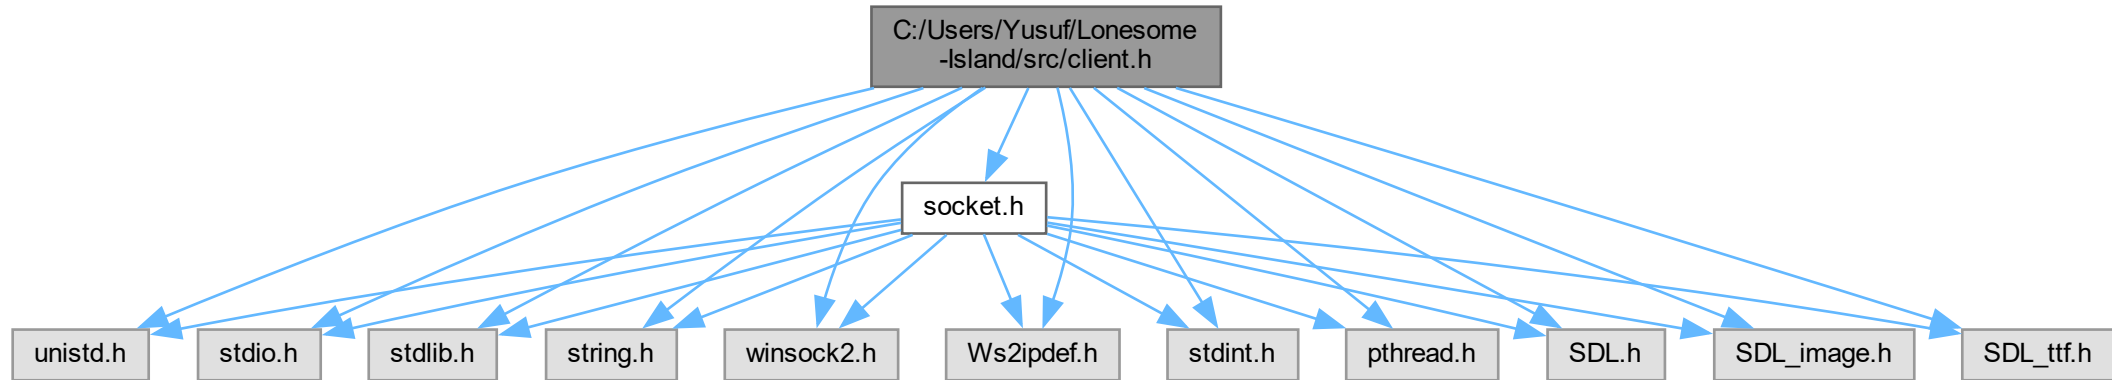 C:/Users/Yusuf/Lonesome
-Island/src/client.h
socket.h
unistd.h
stdio.h
stdlib.h
string.h
winsock2.h
Ws2ipdef.h
stdint.h
pthread.h
SDL.h
SDL_image.h
SDL_ttf.h